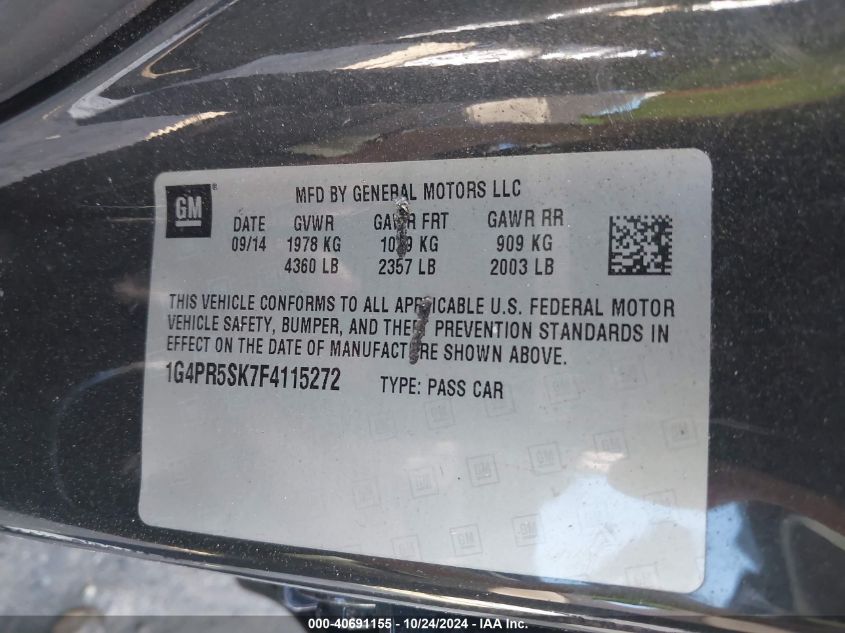 MFD BY GENERAL MOTORS LLC
GM
DATE GVWR GAWR FRT GAWR RR
09/14 1978 KG KG 909 KG
4360 LB 2357 LB 2003 LB
THIS VEHICLE CONFORMS TO ALL APPLICABLE U.S. FEDERAL MOTOR
VEHICLE SAFETY, BUMPER, AND THEFT PREVENTION STANDARDS IN
EFFECT ON THE DATE OF MANUFACTURE SHOWN ABOVE.
1G4PR5SK7F4115272 TYPE: PASS CAR
000-40691155 - 10/24/2024 - IAA Inc.